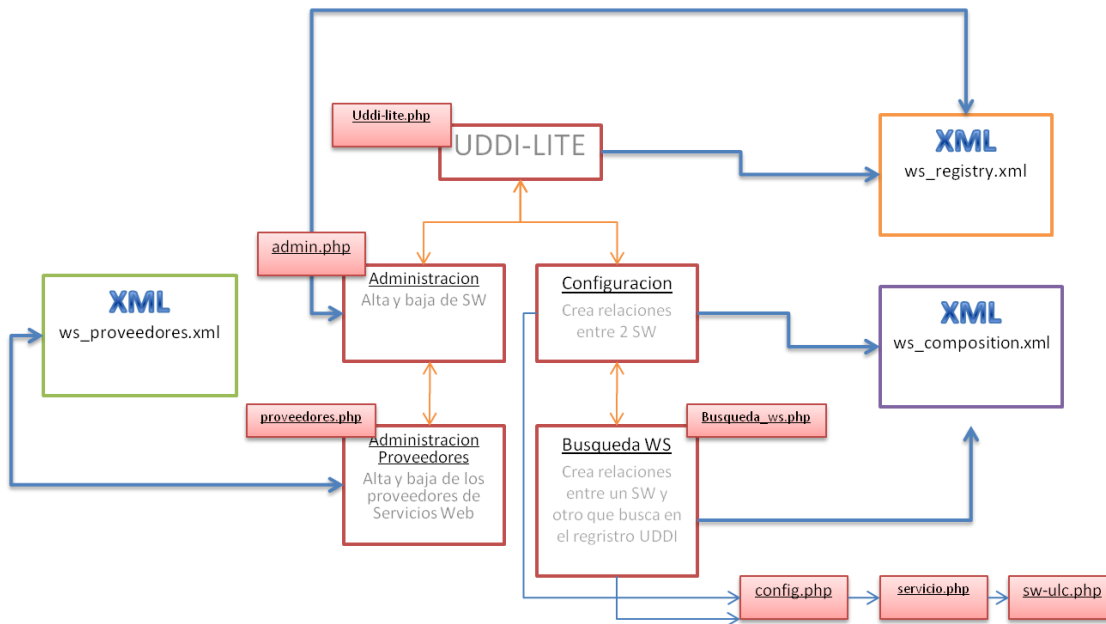 Uddi-lite.php
UDDI-LITE
XML
ws_registry.xml
admin.php
Administracion
Alta y baja de SW
Configuracion
Crea relaciones
entre 2 SW
XML
ws_proveedores.xml
XML
ws_composition.xml
proveedores.php
Administracion
Proveedores
Alta y baja de los
proveedores de
Servicios Web
Busqueda_ws.php
Busqueda WS
Crea relaciones
entre un SW y
otro que busca en
el regristro UDDI
config.php
servicio.php
sw-ulc.php